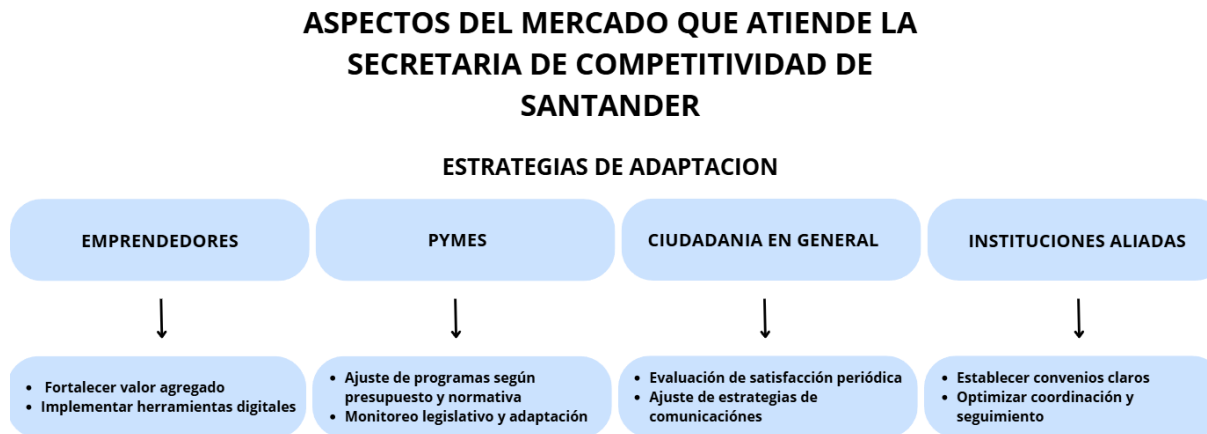 ASPECTOS DEL MERCADO QUE ATIENDE LA
SECRETARIA DE COMPETITIVIDAD DE
SANTANDER
ESTRATEGIAS DE ADAPTACION
EMPRENDEDORES
PYMES
CIUDADANIA EN GENERAL
INSTITUCIONES ALIADAS
• Fortalecer valor agregado
• Implementar herramientas digitales
• Ajuste de programas según
presupuesto y normativa
• Monitoreo legislativo y adaptación
• Evaluación de satisfacción periódica
• Ajuste de estrategias de
comunicaciónes
• Establecer convenios claros
• Optimizar coordinación y
seguimiento